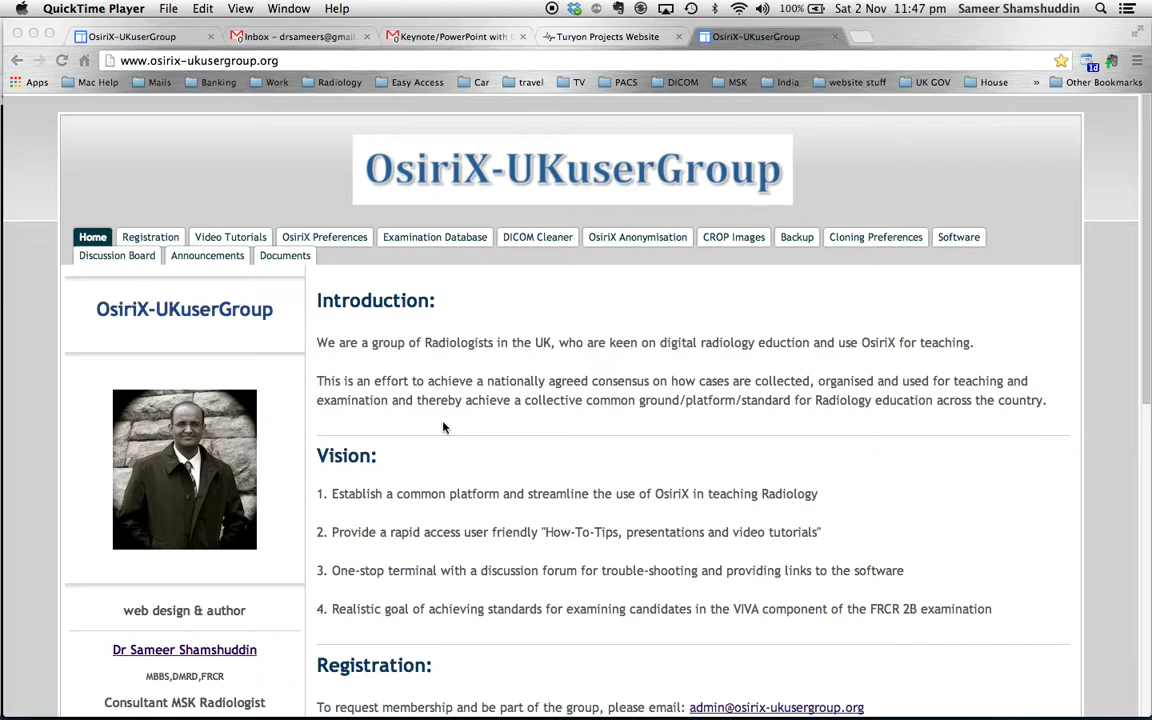 QuickTime Player File Edit View Window Help 100% Sat 2 Nov 11:47 pm Sameer Shamshuddin
OsiriX-UKuserGroup Inbox - drsameers@gmai Keynote/PowerPoint with Turyon Projects Website OsiriX-UKuserGroup
www.osirix-ukusergroup.org 1d
Apps Mac Help Mails Banking Work Radiology Easy Access Car travel TV PACS DICOM MSK India website stuff UK GOV House » Other Bookmarks
OsiriX-UKuserGroup
Home Registration Video Tutorials OsiriX Preferences Examination Database DICOM Cleaner OsiriX Anonymisation CROP Images Backup Cloning Preferences Software
Discussion Board Announcements Documents
OsiriX-UKuserGroup
web design & author
Dr Sameer Shamshuddin
MBBS,DMRD,FRCR
Consultant MSK Radiologist
Introduction:
We are a group of Radiologists in the UK, who are keen on digital radiology eduction and use OsiriX for teaching.
This is an effort to achieve a nationally agreed consensus on how cases are collected, organised and used for teaching and
examination and thereby achieve a collective common ground/platform/standard for Radiology education across the country.
Vision:
1. Establish a common platform and streamline the use of OsiriX in teaching Radiology
2. Provide a rapid access user friendly "How-To-Tips, presentations and video tutorials"
3. One-stop terminal with a discussion forum for trouble-shooting and providing links to the software
4. Realistic goal of achieving standards for examining candidates in the VIVA component of the FRCR 2B examination
Registration:
To request membership and be part of the group, please email: admin@osirix-ukusergroup.org